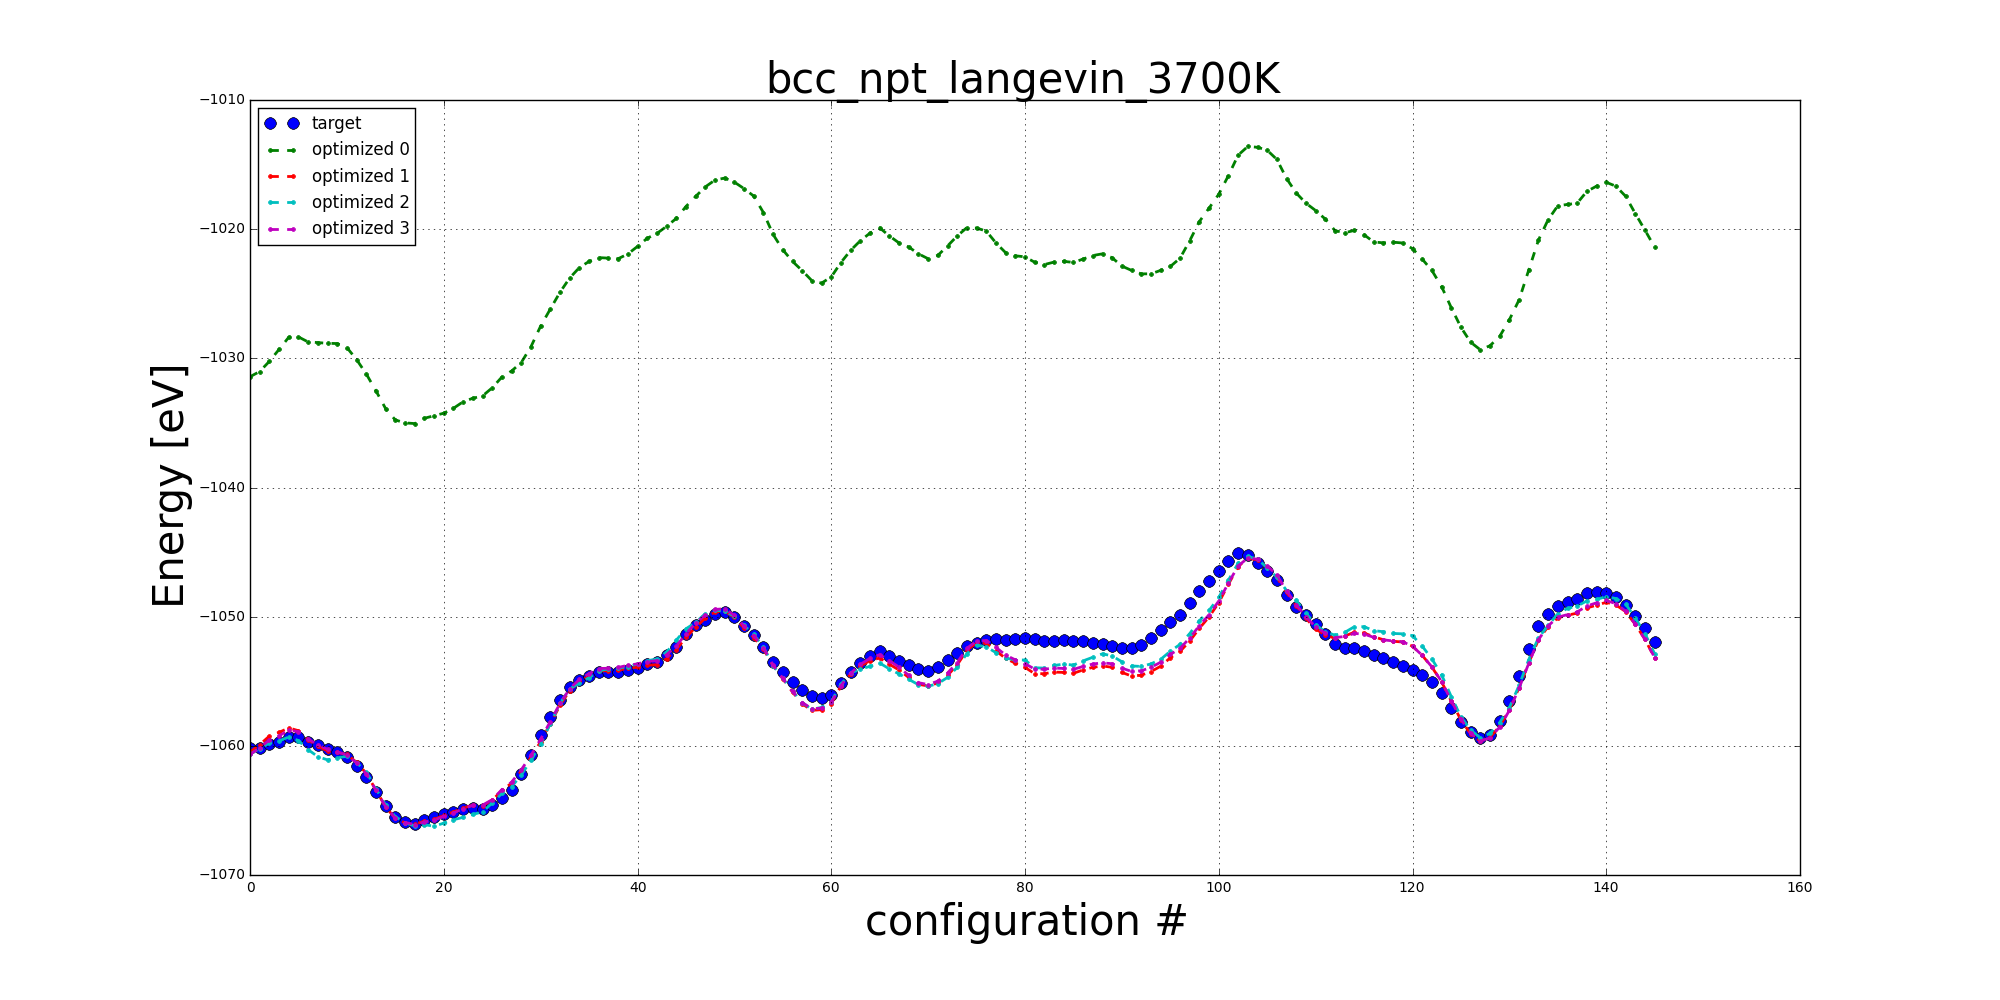 bcc_npt_langevin_3700K
−1010
target
optimized 0
optimized 1
optimized 2
optimized 3
−1020
−1030
−1040
−1050
−1060
−1070
Energy [eV]
0 20 40 60 80 100 120 140 160
configuration #